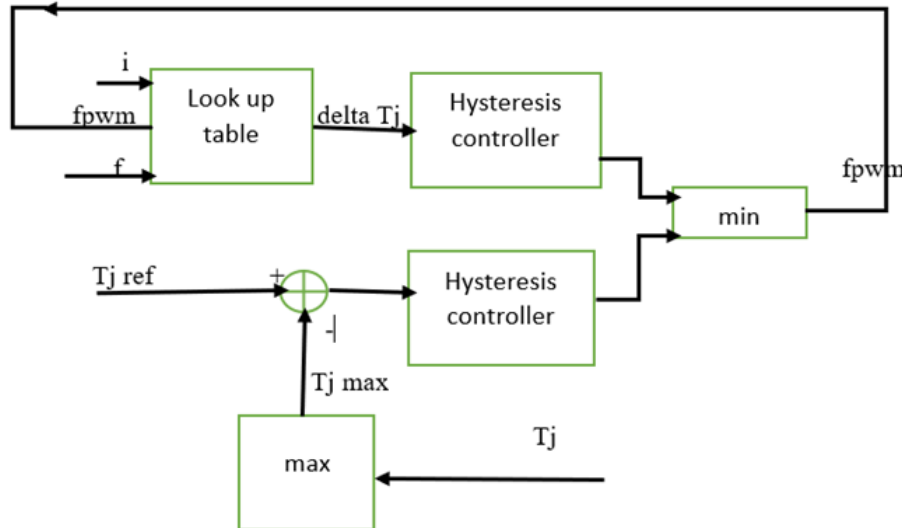 i
Look up
table
fpwm
delta Tj
f
Hysteresis
controller
fpwm
min
Tj ref
+
-|
Hysteresis
controller
Tj max
max
Tj